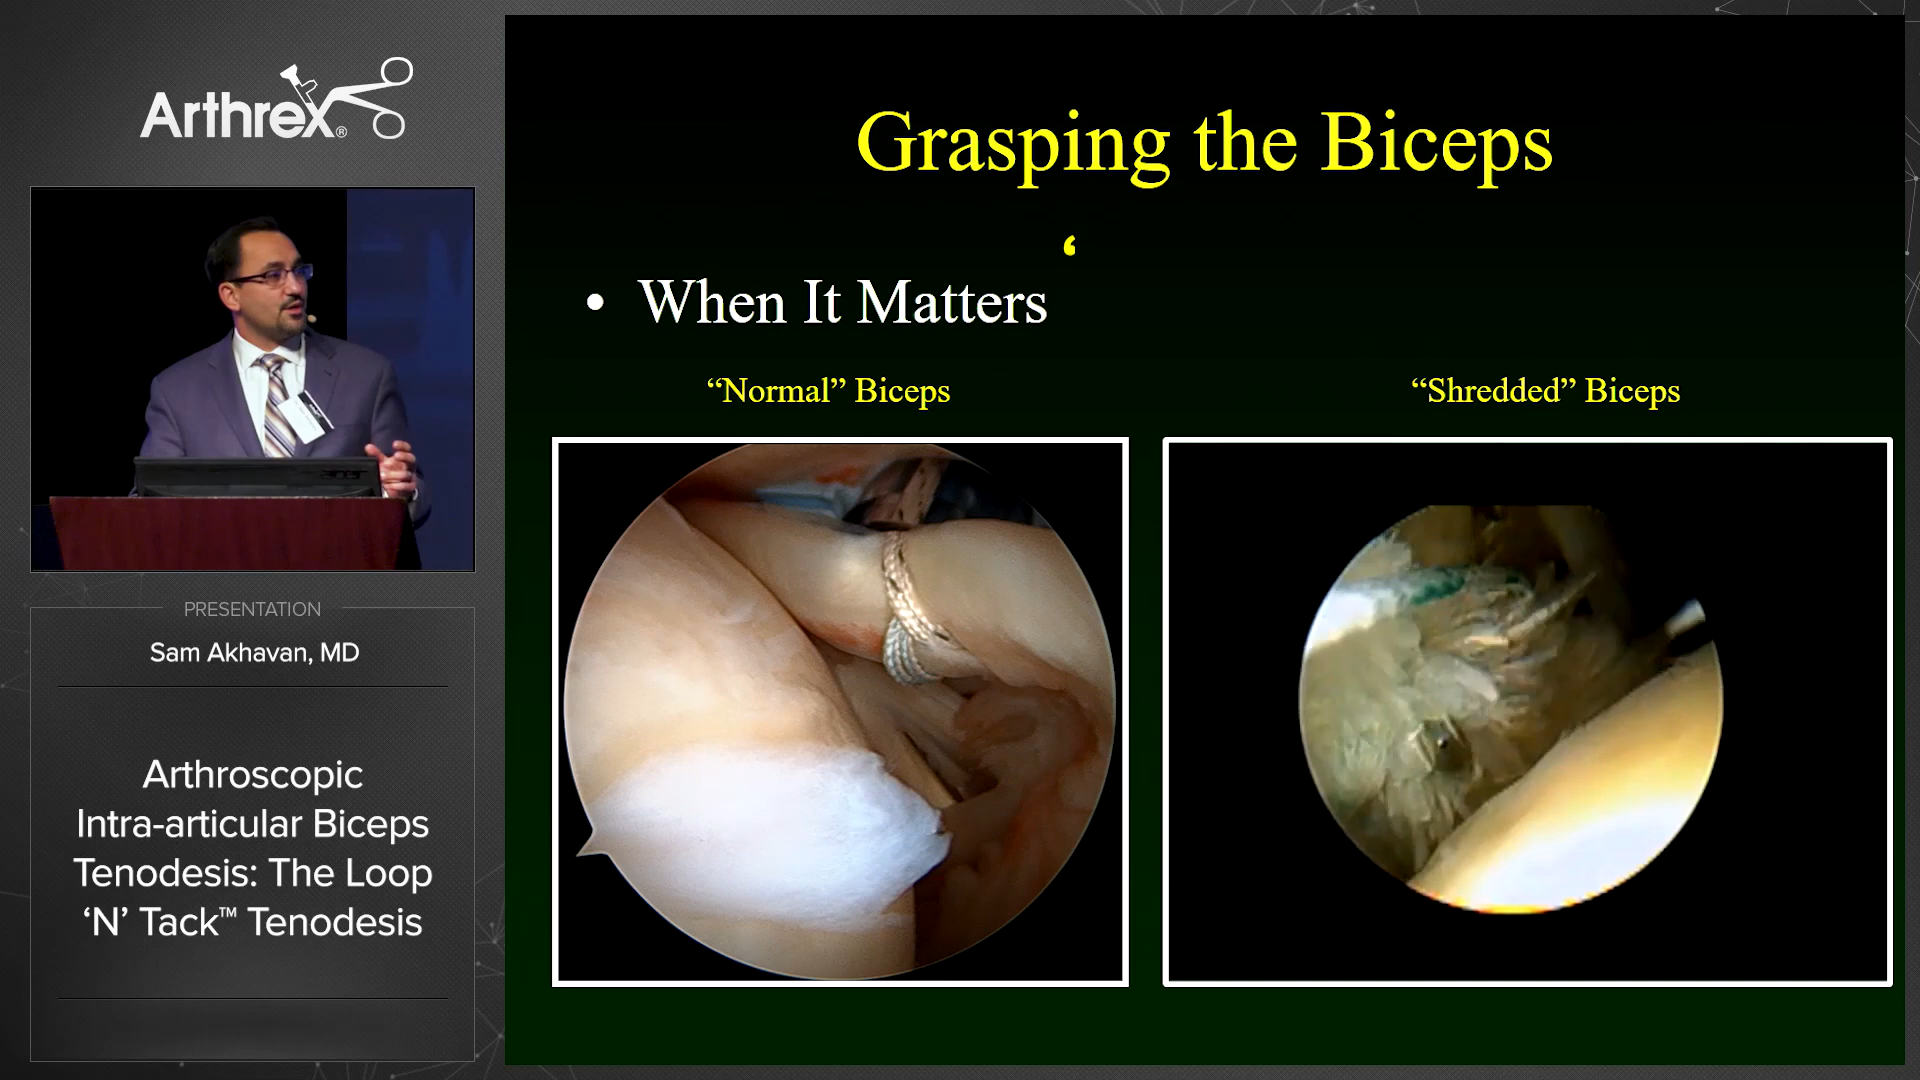 Arthrex®
PRESENTATION
Sam Akhavan, MD
Arthroscopic
Intra-articular Biceps
Tenodesis: The Loop
‘N’ Tack™ Tenodesis
Grasping the Biceps
‘
• When It Matters
“Normal” Biceps
“Shredded” Biceps